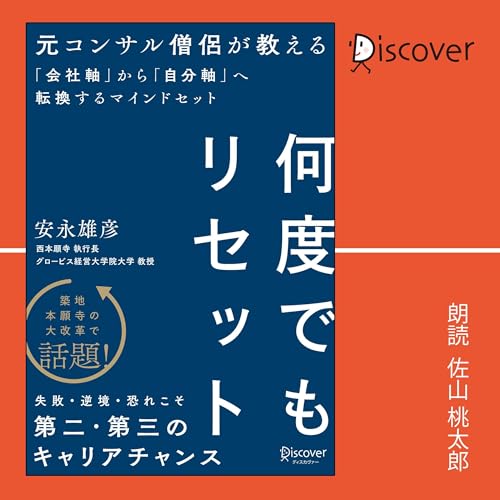 元コンサル僧侶が教える
「会社軸」から「自分軸」へ
転換するマインドセット
何度でも
リセット
安永雄彦
西本願寺 執行長
グロービス経営大学院大学 教授
築地
本願寺の
大改革で
話題!
失敗・逆境・恐れこそ
第二・第三の
キャリアチャンス
Discover
ディスカヴァー
Discover
朗読 佐山 桃太郎